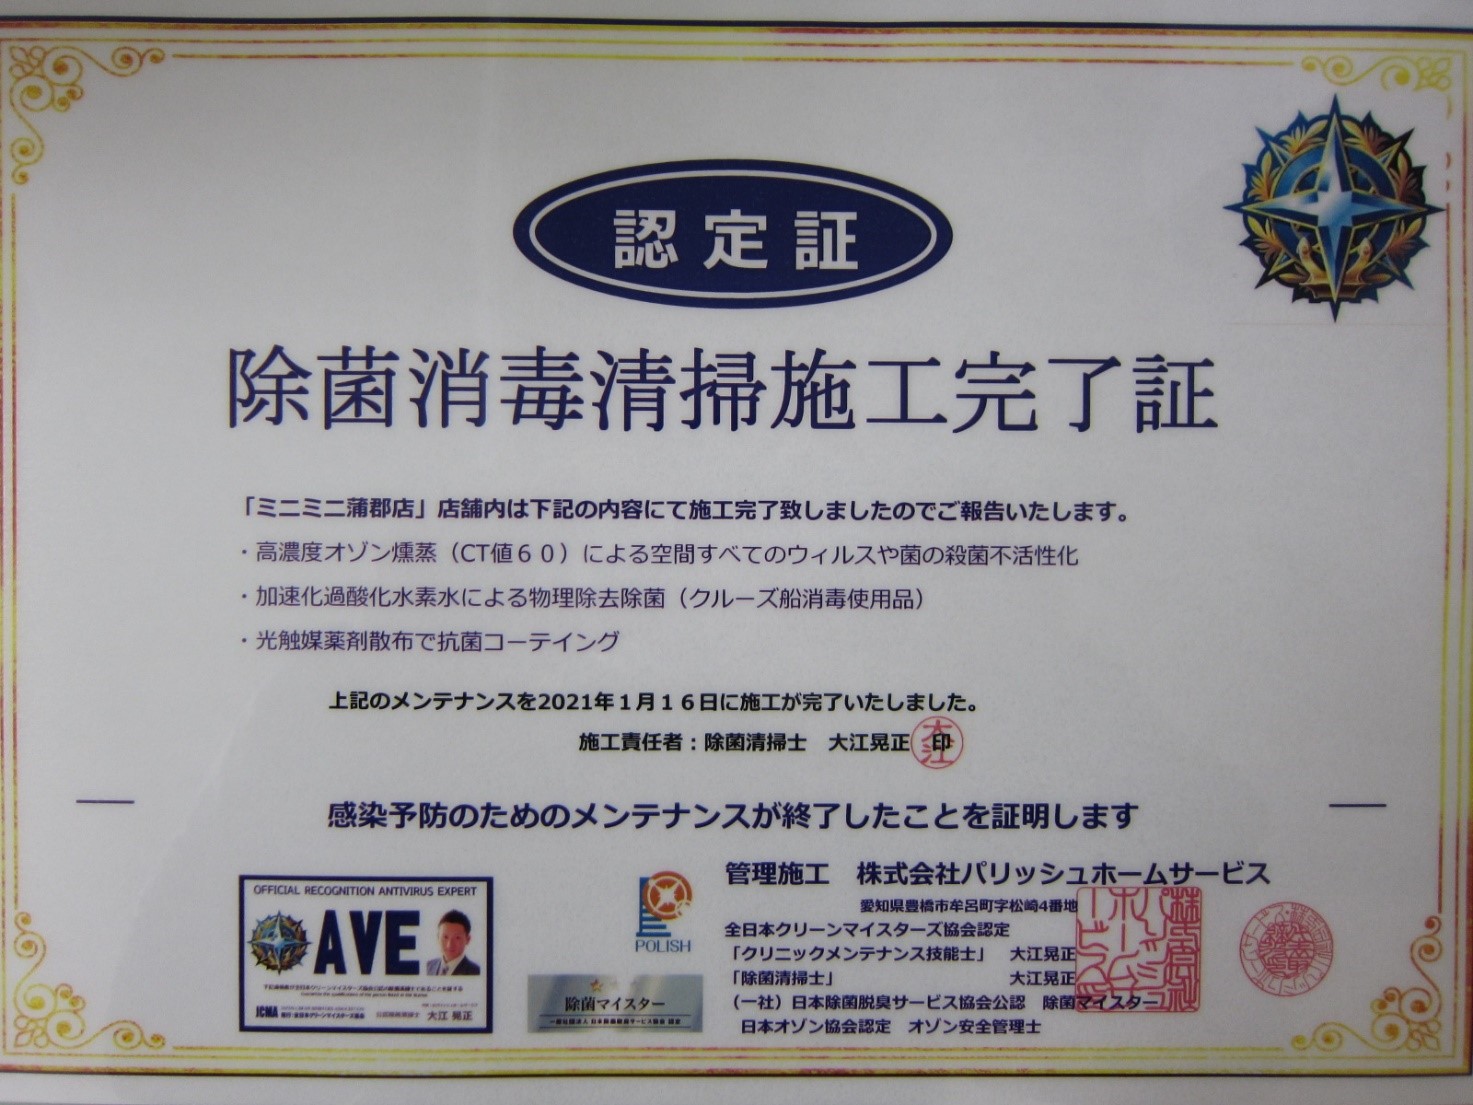 認定証
除菌消毒清掃施工完了証
「ミニミニ蒲郡店」店舗内は下記の内容にて施工完了致しましたのでご報告いたします。
・高濃度オゾン燻蒸（CT値６０）による空間すべてのウィルスや菌の殺菌不活性化
・加速化過酸化水素水による物理除去除菌（クルーズ船消毒使用品）
・光触媒薬剤散布で抗菌コーテイング
上記のメンテナンスを2021年１月１６日に施工が完了いたしました。
施工責任者：除菌清掃士　大江晃正　印
大江
感染予防のためのメンテナンスが終了したことを証明します
管理施工　株式会社パリッシュホームサービス
愛知県豊橋市牟呂町字松崎4番地
全日本クリーンマイスターズ協会認定
「クリニックメンテナンス技能士」　大江晃正
「除菌清掃士」　大江晃正
（一社）日本除菌脱臭サービス協会公認　除菌マイスター
日本オゾン協会認定　オゾン安全管理士
OFFICIAL RECOGNITION ANTIVIRUS EXPERT
AVE
JCMA
大江 晃正
POLISH
除菌マイスター